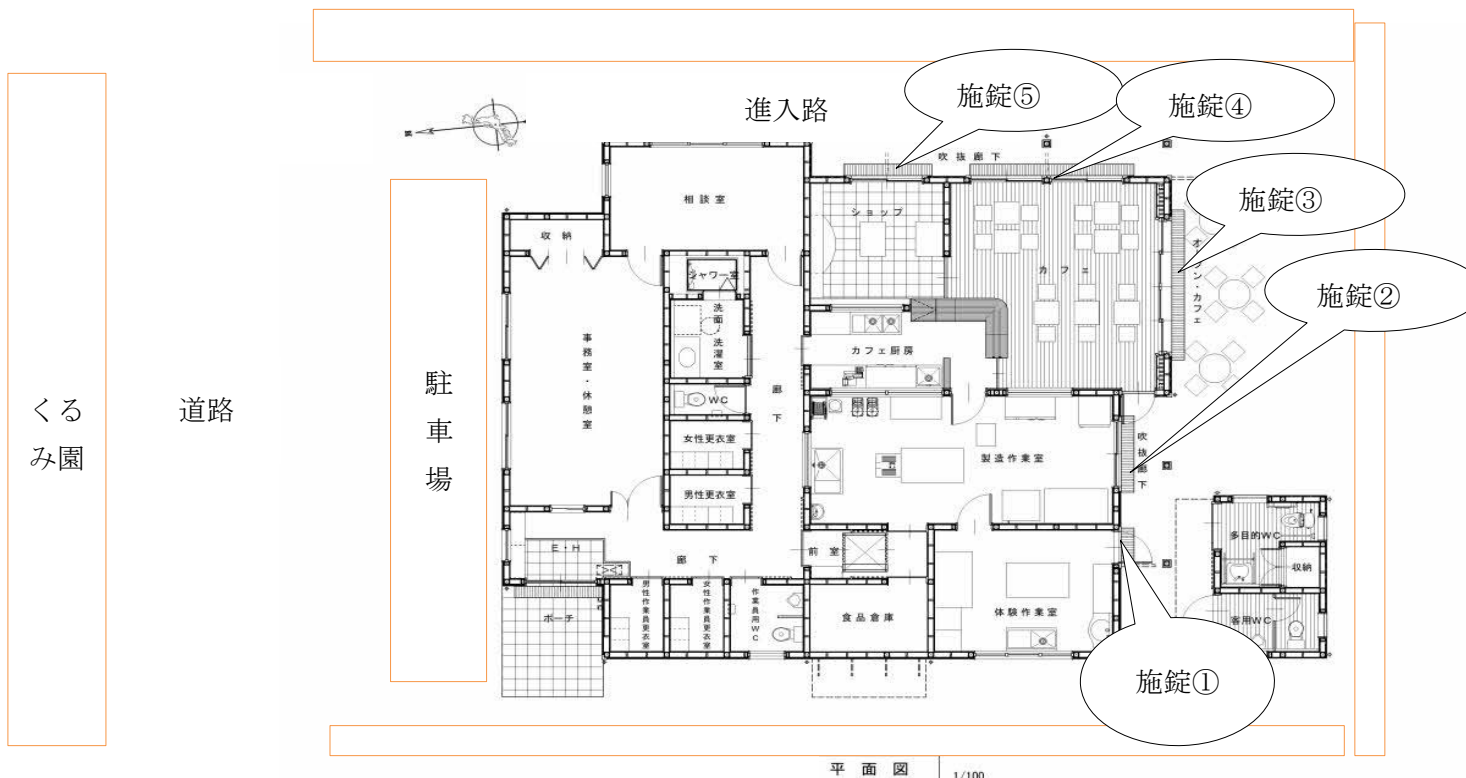 施錠⑤
施錠④
進入路
吹抜廊下
相談室
ショップ
施錠③
収納
オープン・カフェ
シャワー室
カフェ
施錠②
洗面洗濯室
事務室・休憩室
カフェ厨房
駐車場
くるみ園
道路
廊下
WC
女性更衣室
吹抜廊下
製造作業室
男性更衣室
多目的WC
E・H
廊下
前室
収納
ポーチ
男性作業員更衣室
女性作業員更衣室
作業員用WC
食品倉庫
体験作業室
客用WC
施錠①
平面図
1/100